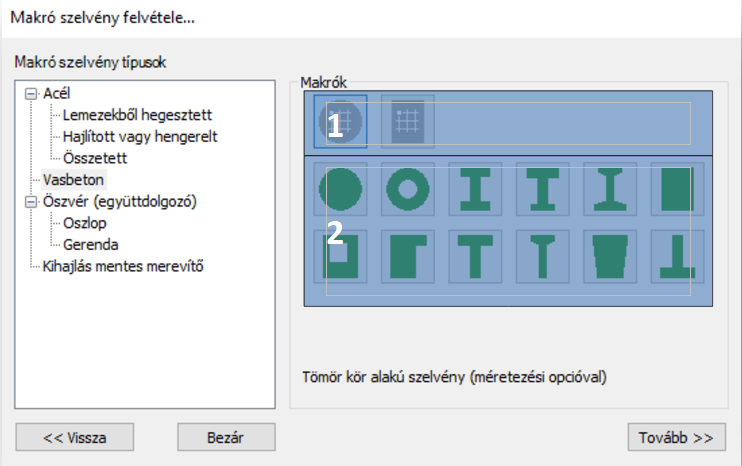 Makró szelvény felvétele...
Makró szelvény típusok
Acél
Lemezekből hegesztett
Hajlított vagy hengerelt
Összetett
Vasbeton
Öszvér (együttdolgozó)
Oszlop
Gerenda
Kihajlás mentes merevítő
Makrók
1
2
Tömör kör alakú szelvény (méretezési opcióval)
<< Vissza
Bezár
Tovább >>